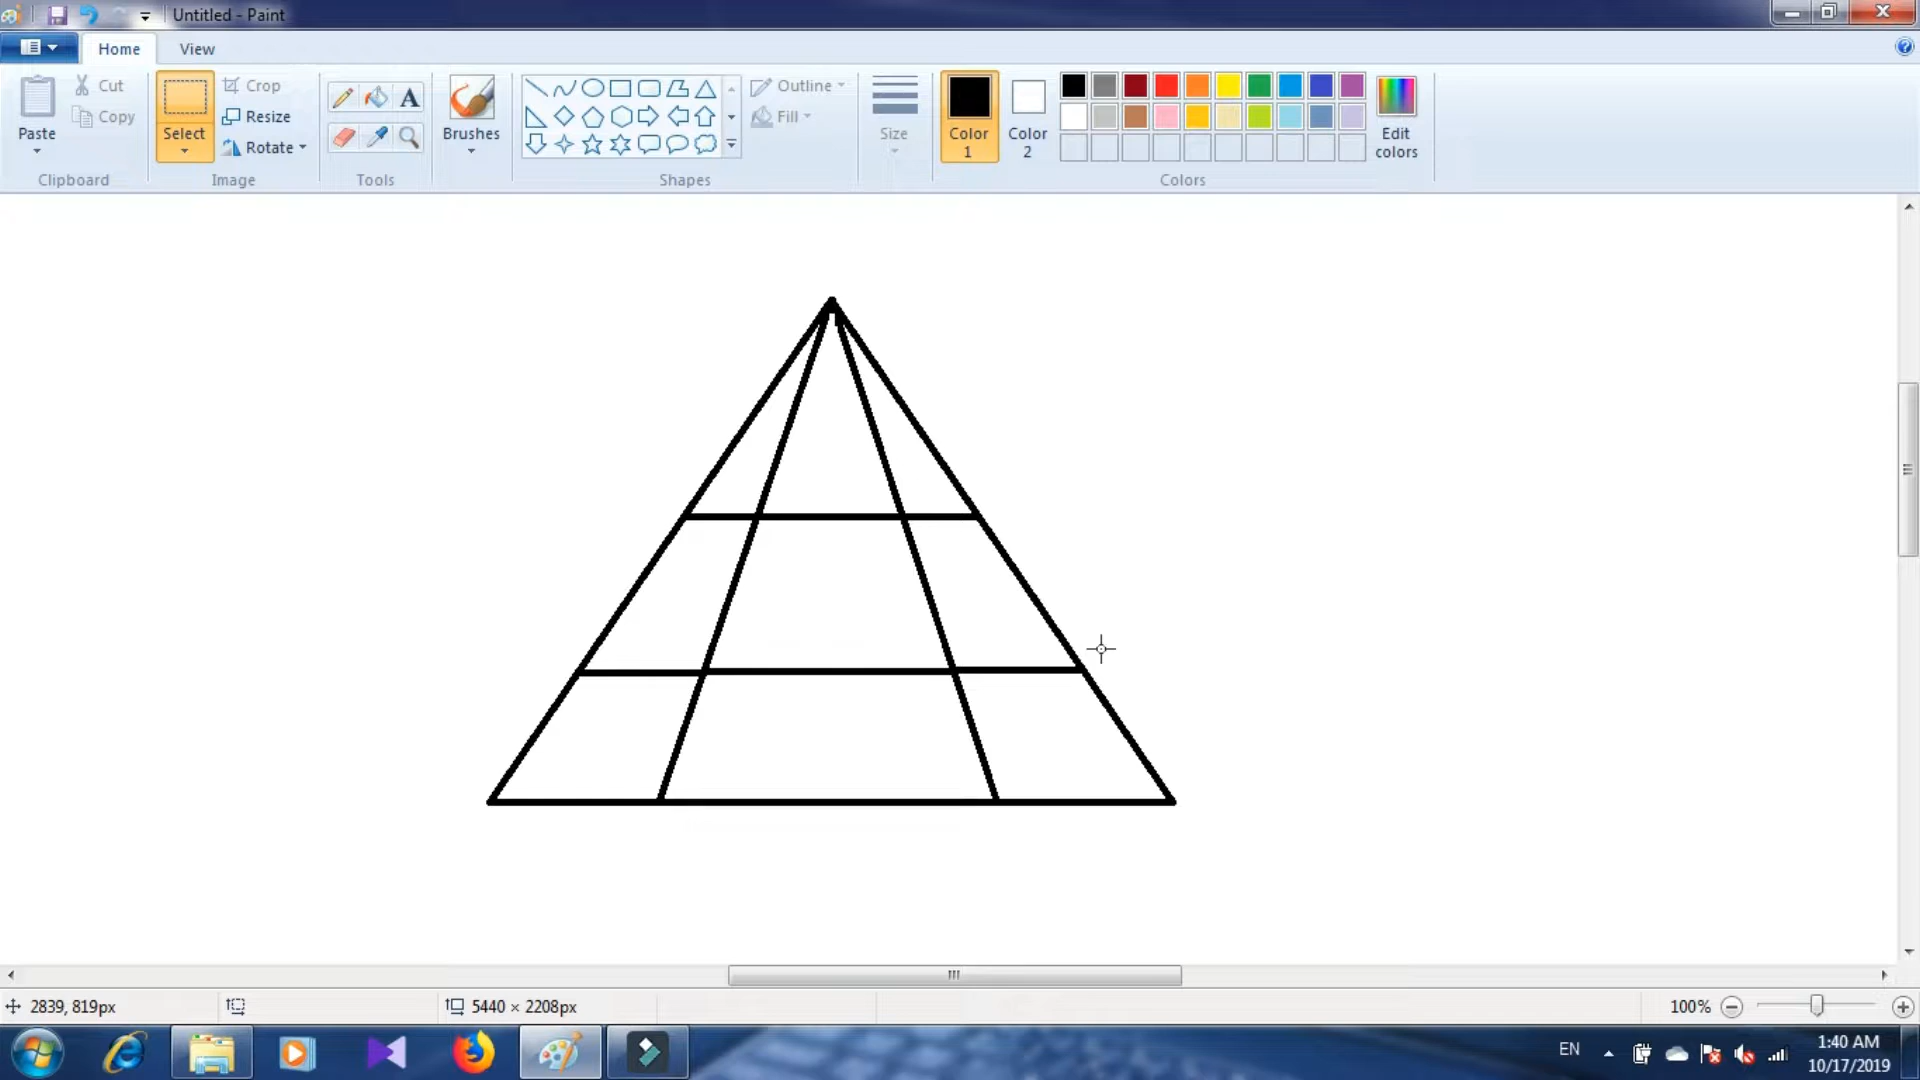 Untitled - Paint
Home View
Paste
Cut
Copy
Clipboard
Select
Crop
Resize
Rotate
Image
A
Tools
Brushes
Shapes
Outline
Fill
Size
Color 1
Color 2
Edit colors
Colors
2839, 819px
5440 × 2208px
100%
EN
1:40 AM
10/17/2019